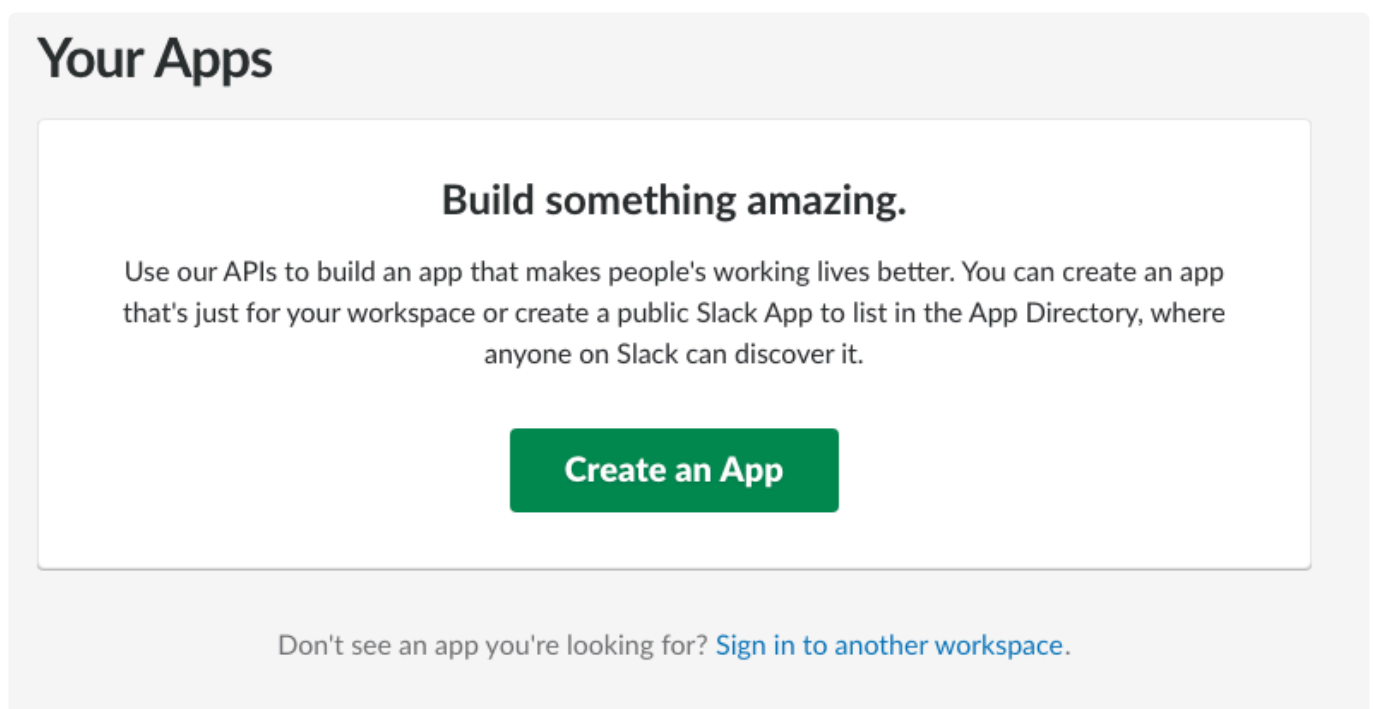 Your Apps
Build something amazing.
Use our APIs to build an app that makes people's working lives better. You can create an app
that's just for your workspace or create a public Slack App to list in the App Directory, where
anyone on Slack can discover it.
Create an App
Don't see an app you're looking for? Sign in to another workspace.